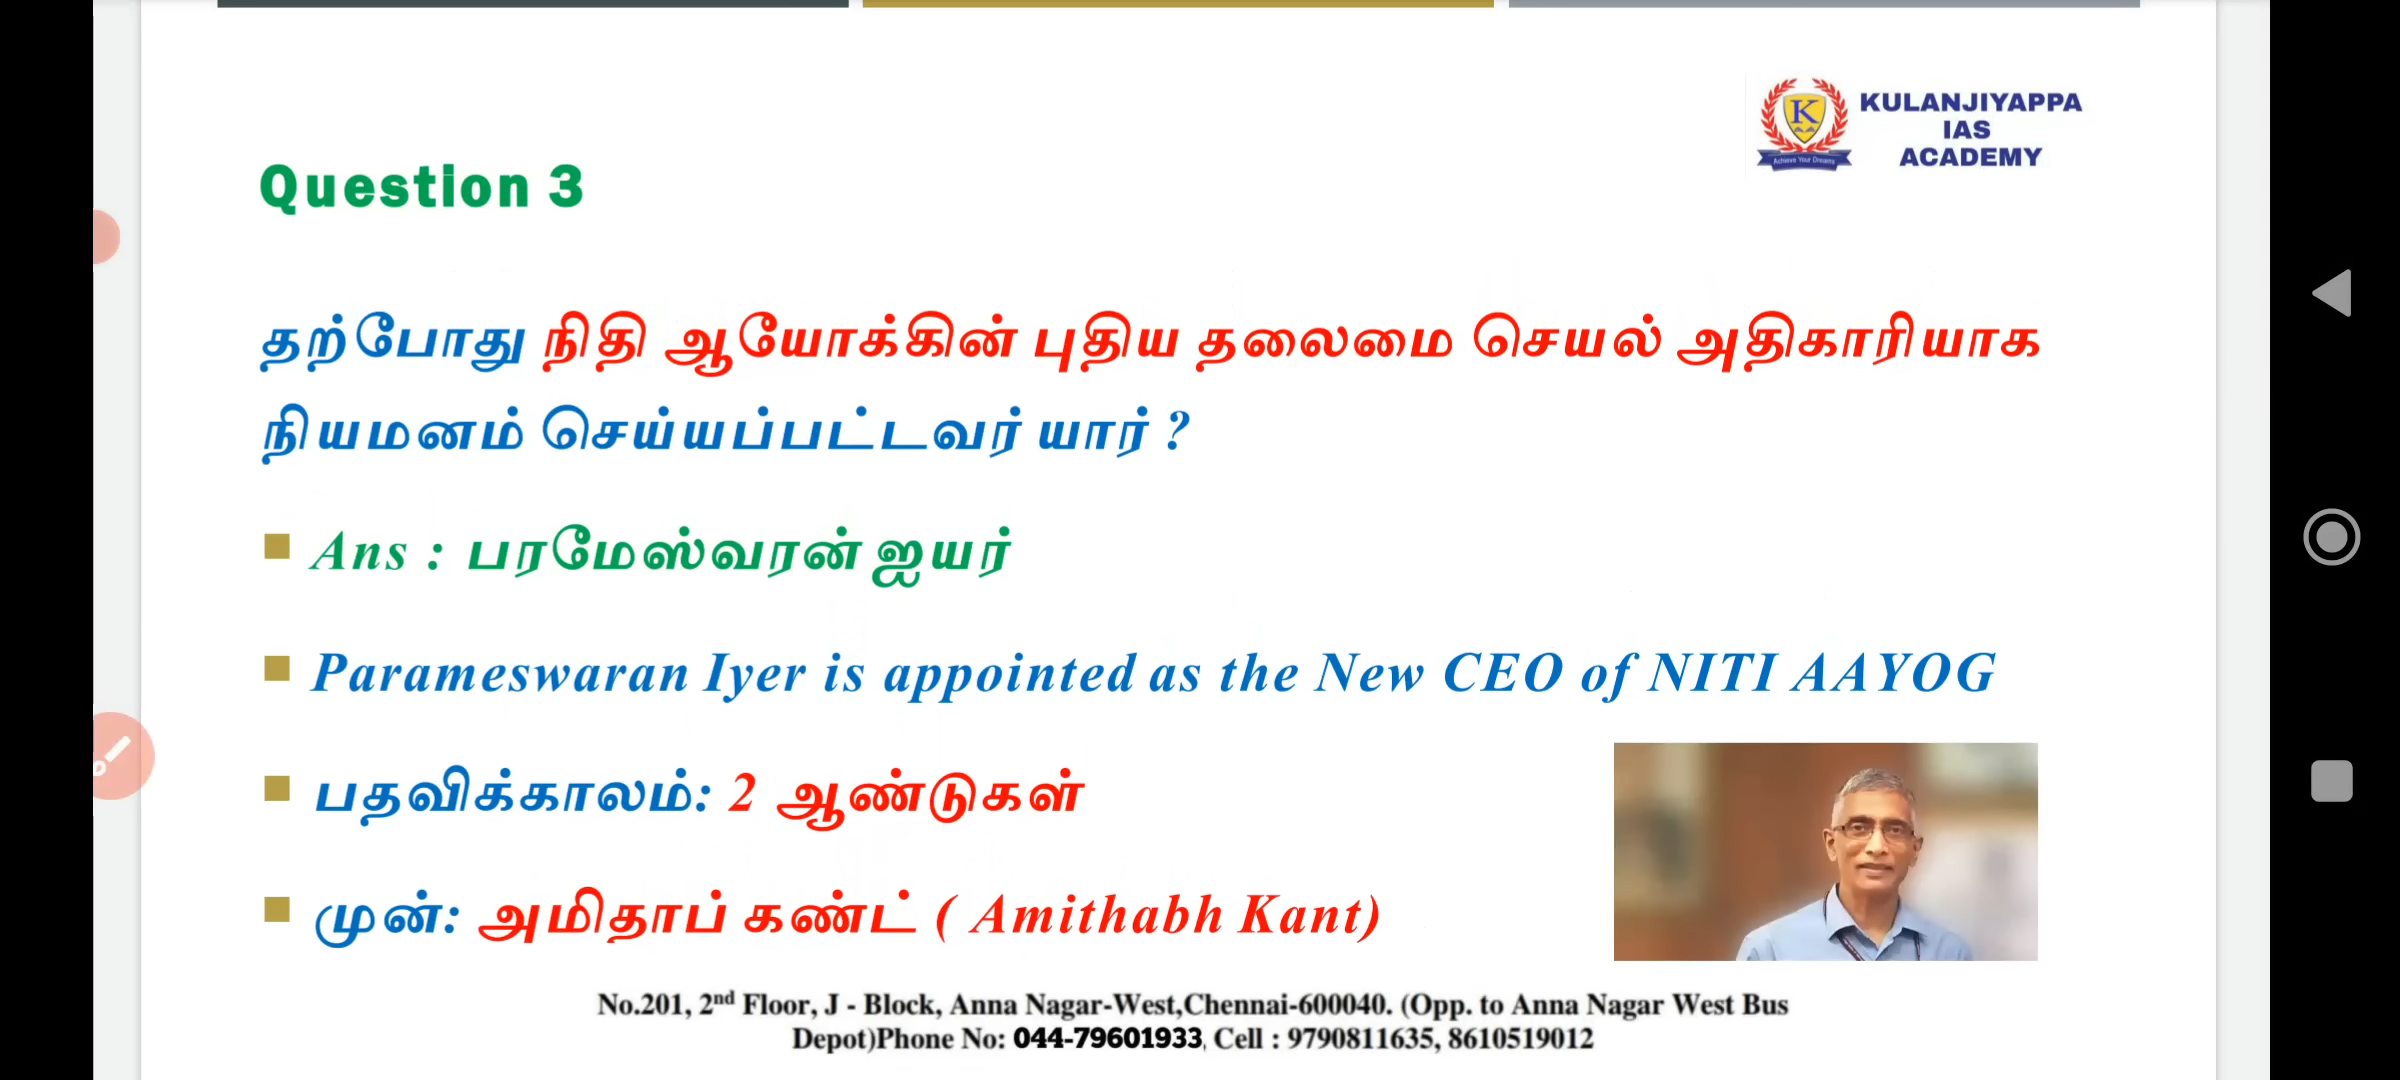 KULANJIYAPPA
IAS
ACADEMY
K
Achieve Your Dreams
Question 3
தற்போது நிதி ஆயோக்கின் புதிய தலைமை செயல் அதிகாரியாக
நியமனம் செய்யப்பட்டவர் யார் ?
Ans : பரமேஸ்வரன் ஐயர்
Parameswaran Iyer is appointed as the New CEO of NITI AAYOG
பதவிக்காலம்: 2 ஆண்டுகள்
முன்: அமிதாப் கண்ட் ( Amithabh Kant)
No.201, 2nd Floor, J - Block, Anna Nagar-West,Chennai-600040. (Opp. to Anna Nagar West Bus
Depot)Phone No: 044-79601933, Cell : 9790811635, 8610519012